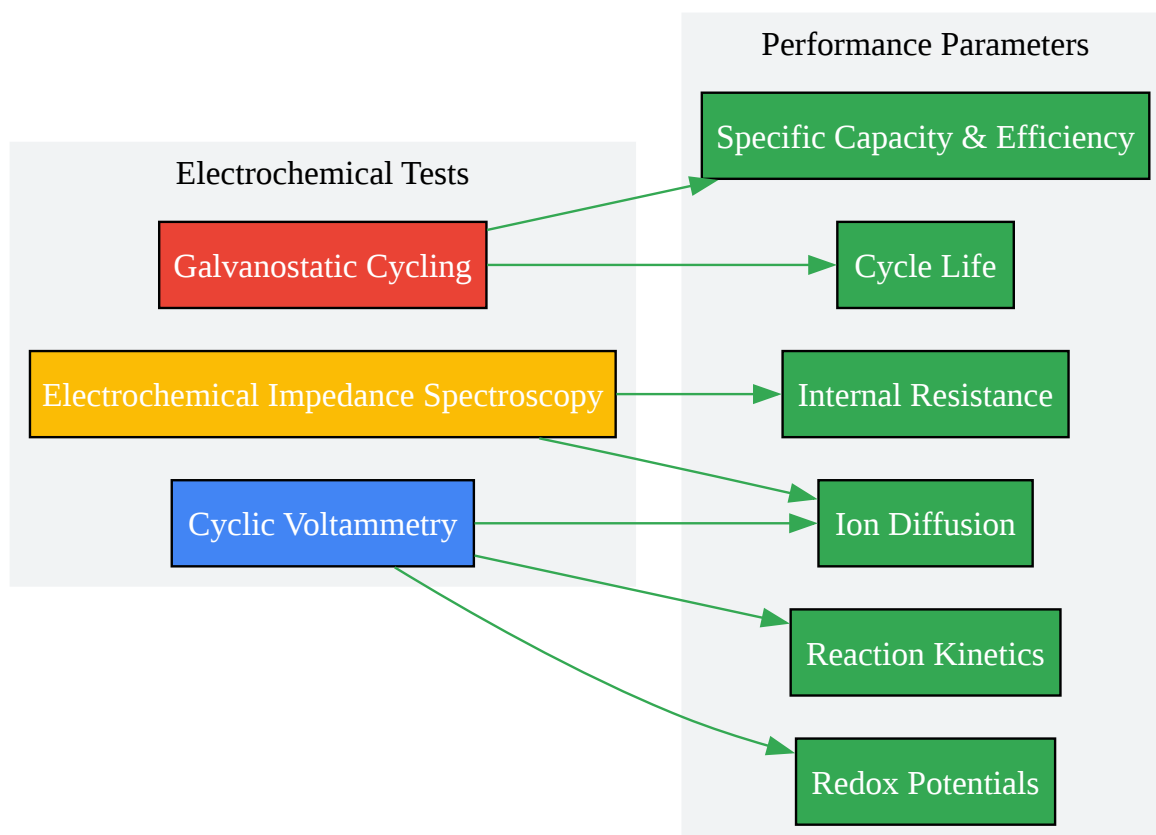 Electrochemical Tests
Galvanostatic Cycling
Electrochemical Impedance Spectroscopy
Cyclic Voltammetry
Performance Parameters
Specific Capacity & Efficiency
Cycle Life
Internal Resistance
Ion Diffusion
Reaction Kinetics
Redox Potentials